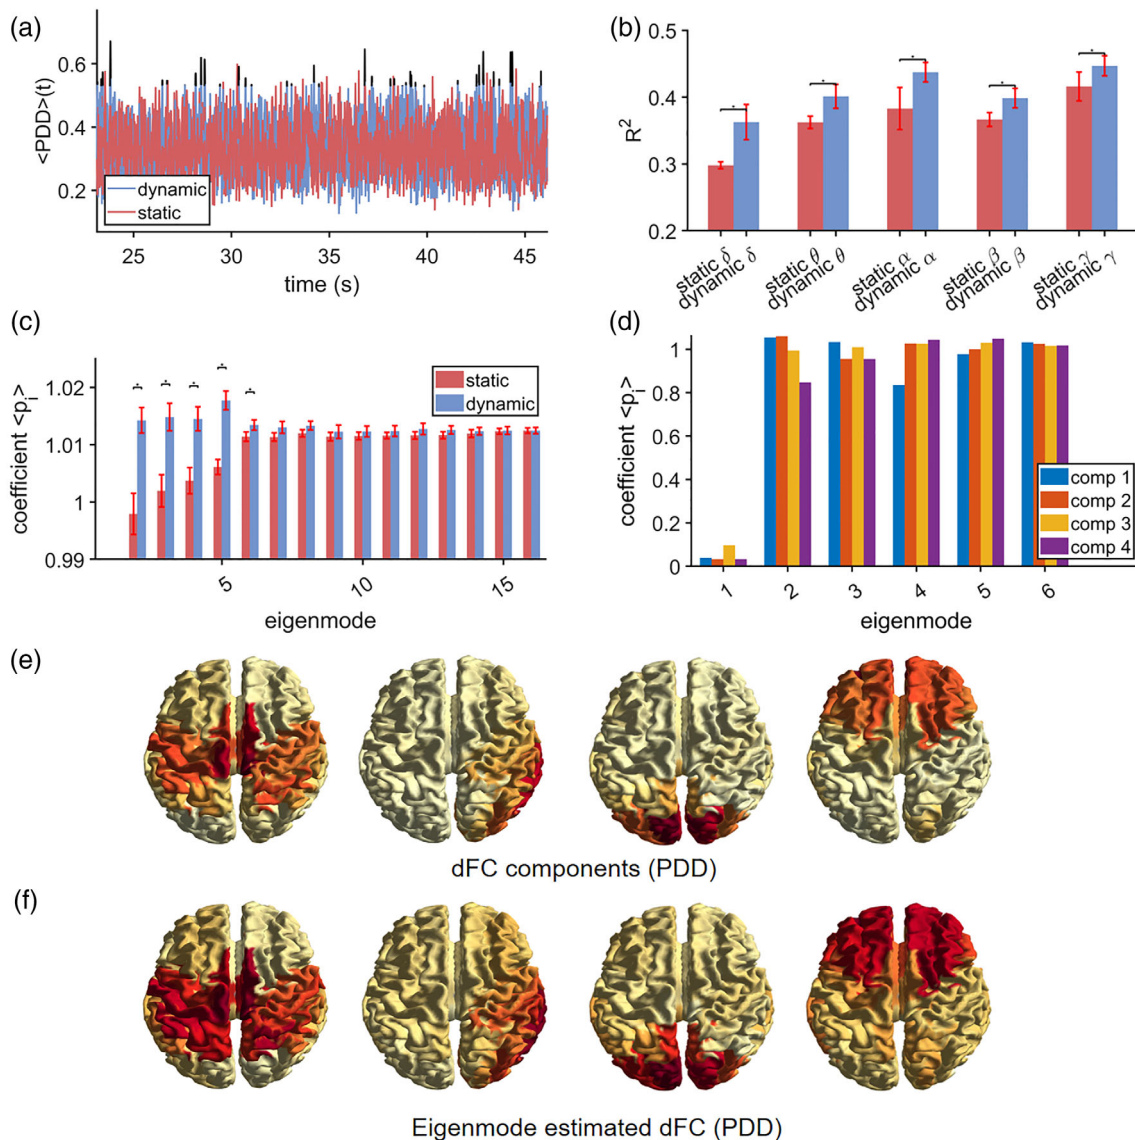 (a)
<PDD>(t)
0.6
0.4
0.2
dynamic
static
25
30
35
40
45
time (s)
(b)
R²
0.5
0.4
0.3
0.2
static δ
dynamic δ
static θ
dynamic θ
static α
dynamic α
static β
dynamic β
static γ
dynamic γ
(c)
coefficient <pᵢ>
1.02
1.01
1
0.99
static
dynamic
5
10
15
eigenmode
(d)
coefficient <pᵢ>
1
0.8
0.6
0.4
0.2
0
comp 1
comp 2
comp 3
comp 4
1
2
3
4
5
6
eigenmode
(e)
dFC components (PDD)
(f)
Eigenmode estimated dFC (PDD)